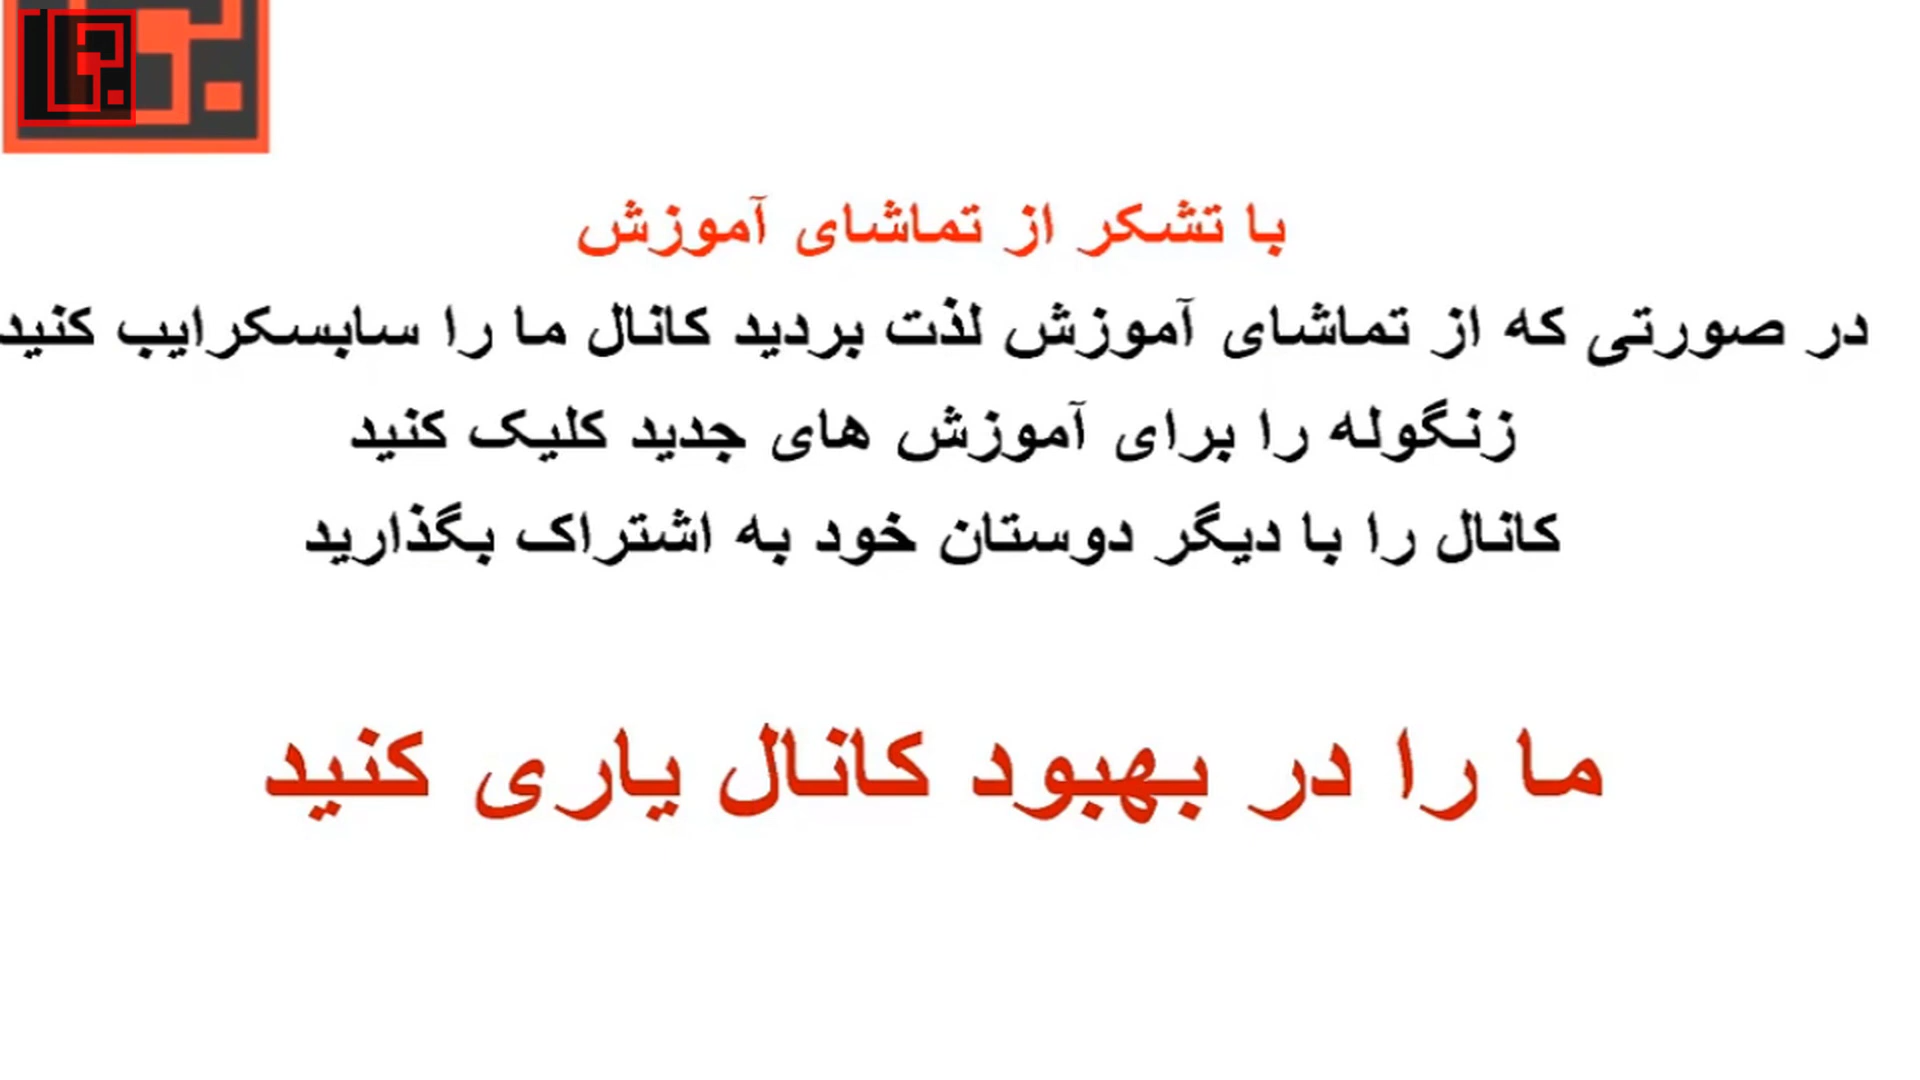 با تشکر از تماشای آموزش
در صورتی که از تماشای آموزش لذت بردید کانال ما را سابسکرایب کنید
زنگوله را برای آموزش های جدید کلیک کنید
کانال را با دیگر دوستان خود به اشتراک بگذارید
ما را در بهبود کانال یاری کنید